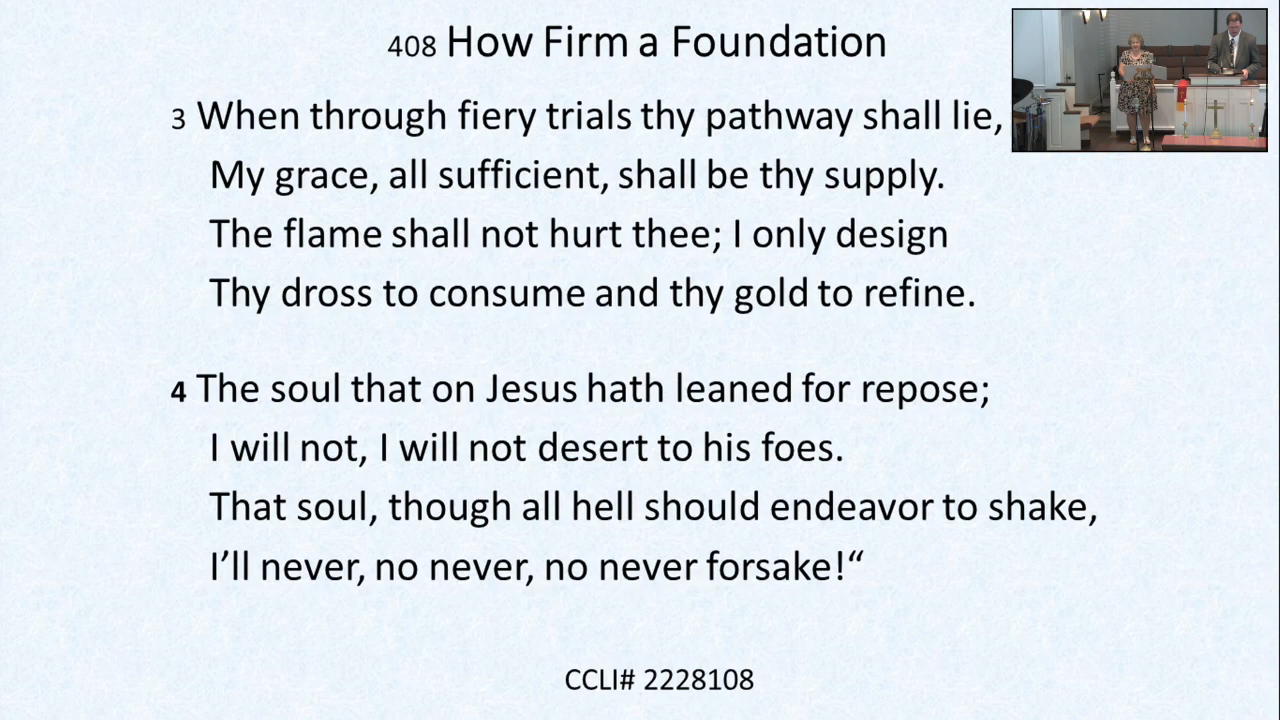 408 How Firm a Foundation
3 When through fiery trials thy pathway shall lie,
My grace, all sufficient, shall be thy supply.
The flame shall not hurt thee; I only design
Thy dross to consume and thy gold to refine.
4 The soul that on Jesus hath leaned for repose;
I will not, I will not desert to his foes.
That soul, though all hell should endeavor to shake,
I’ll never, no never, no never forsake!“
CCLI# 2228108